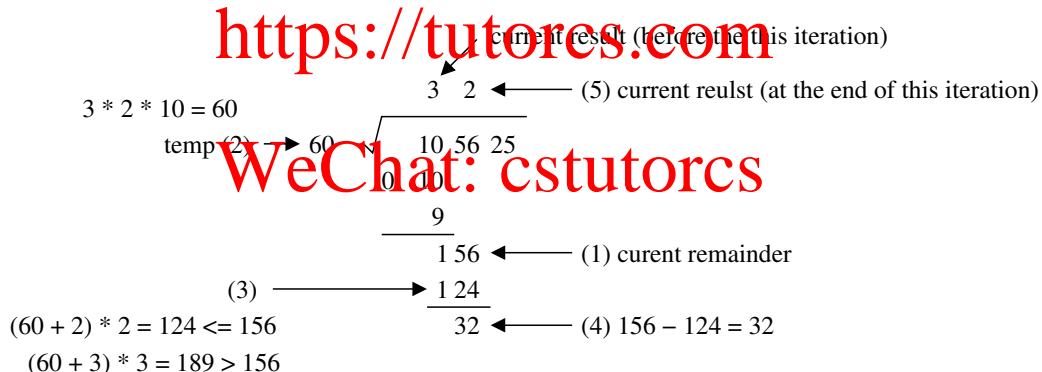 https://tutorcs.com
current result (before the this iteration)
3 2
(5) current reulst (at the end of this iteration)
3 * 2 * 10 = 60
temp (2)
60
10 56 25
WeChat: cstutorcs
0 10
9
1 56
(1) curent remainder
(3)
1 24
(60 + 2) * 2 = 124 <= 156
32
(4) 156 − 124 = 32
(60 + 3) * 3 = 189 > 156